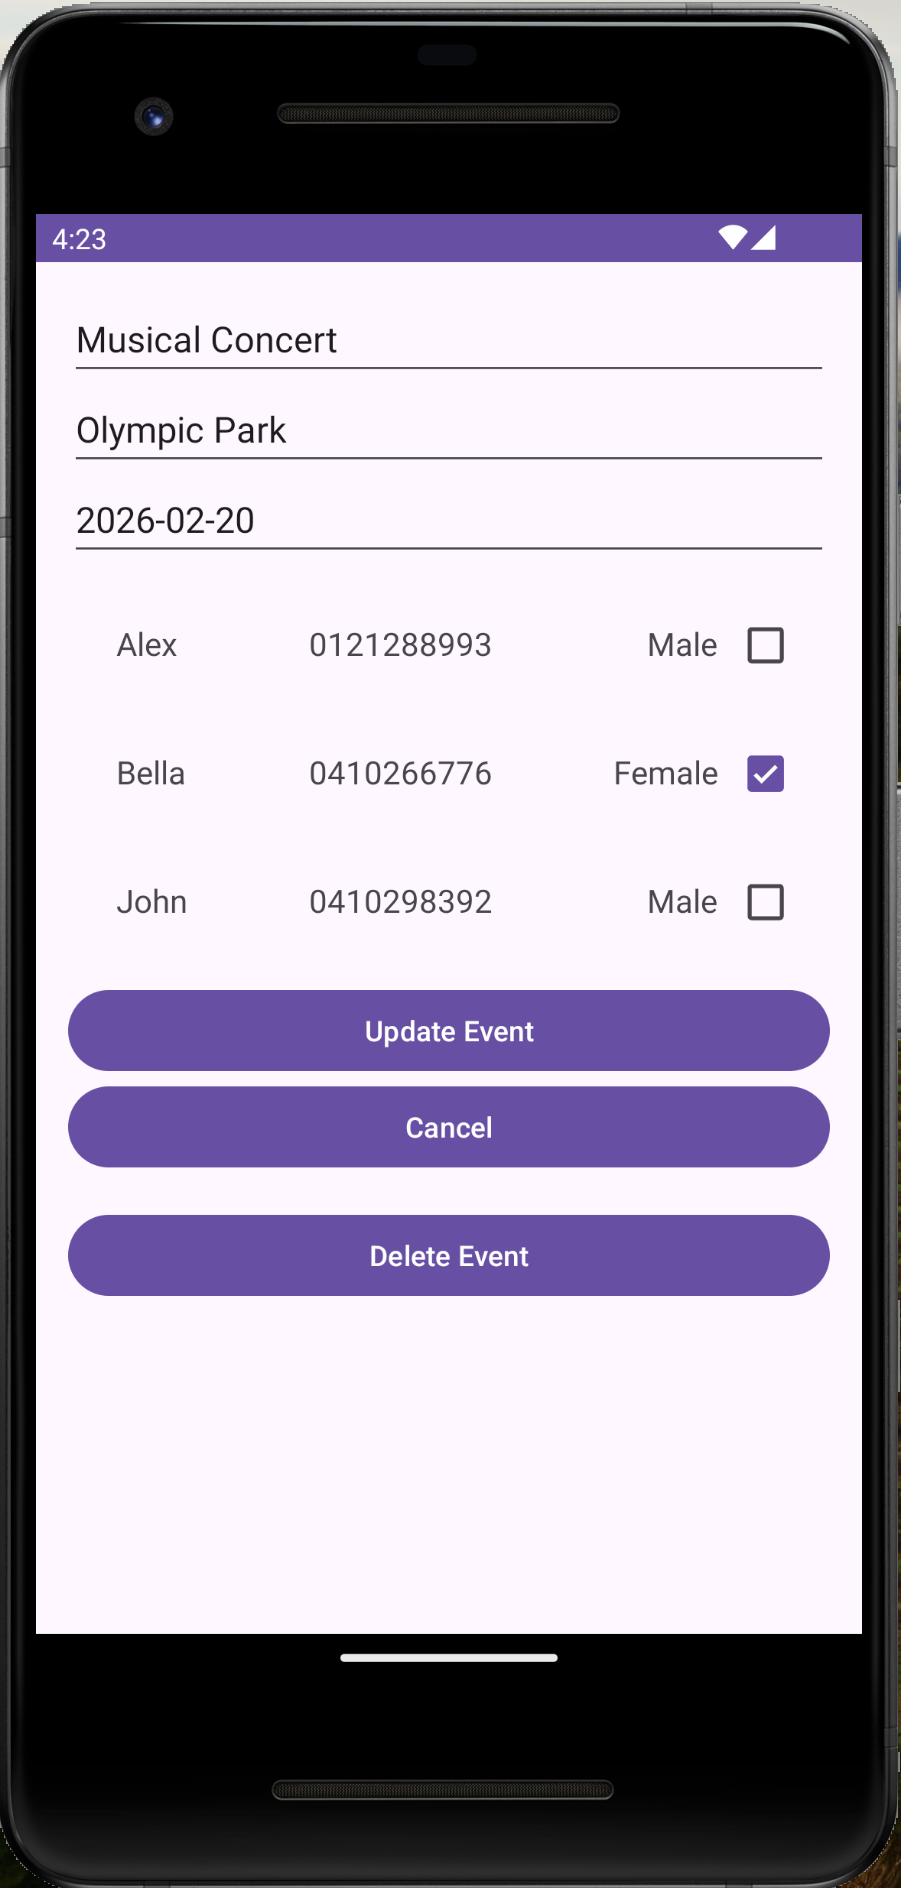 4:23
Musical Concert
Olympic Park
2026-02-20
Alex 0121288993 Male
Bella 0410266776 Female
John 0410298392 Male
Update Event
Cancel
Delete Event